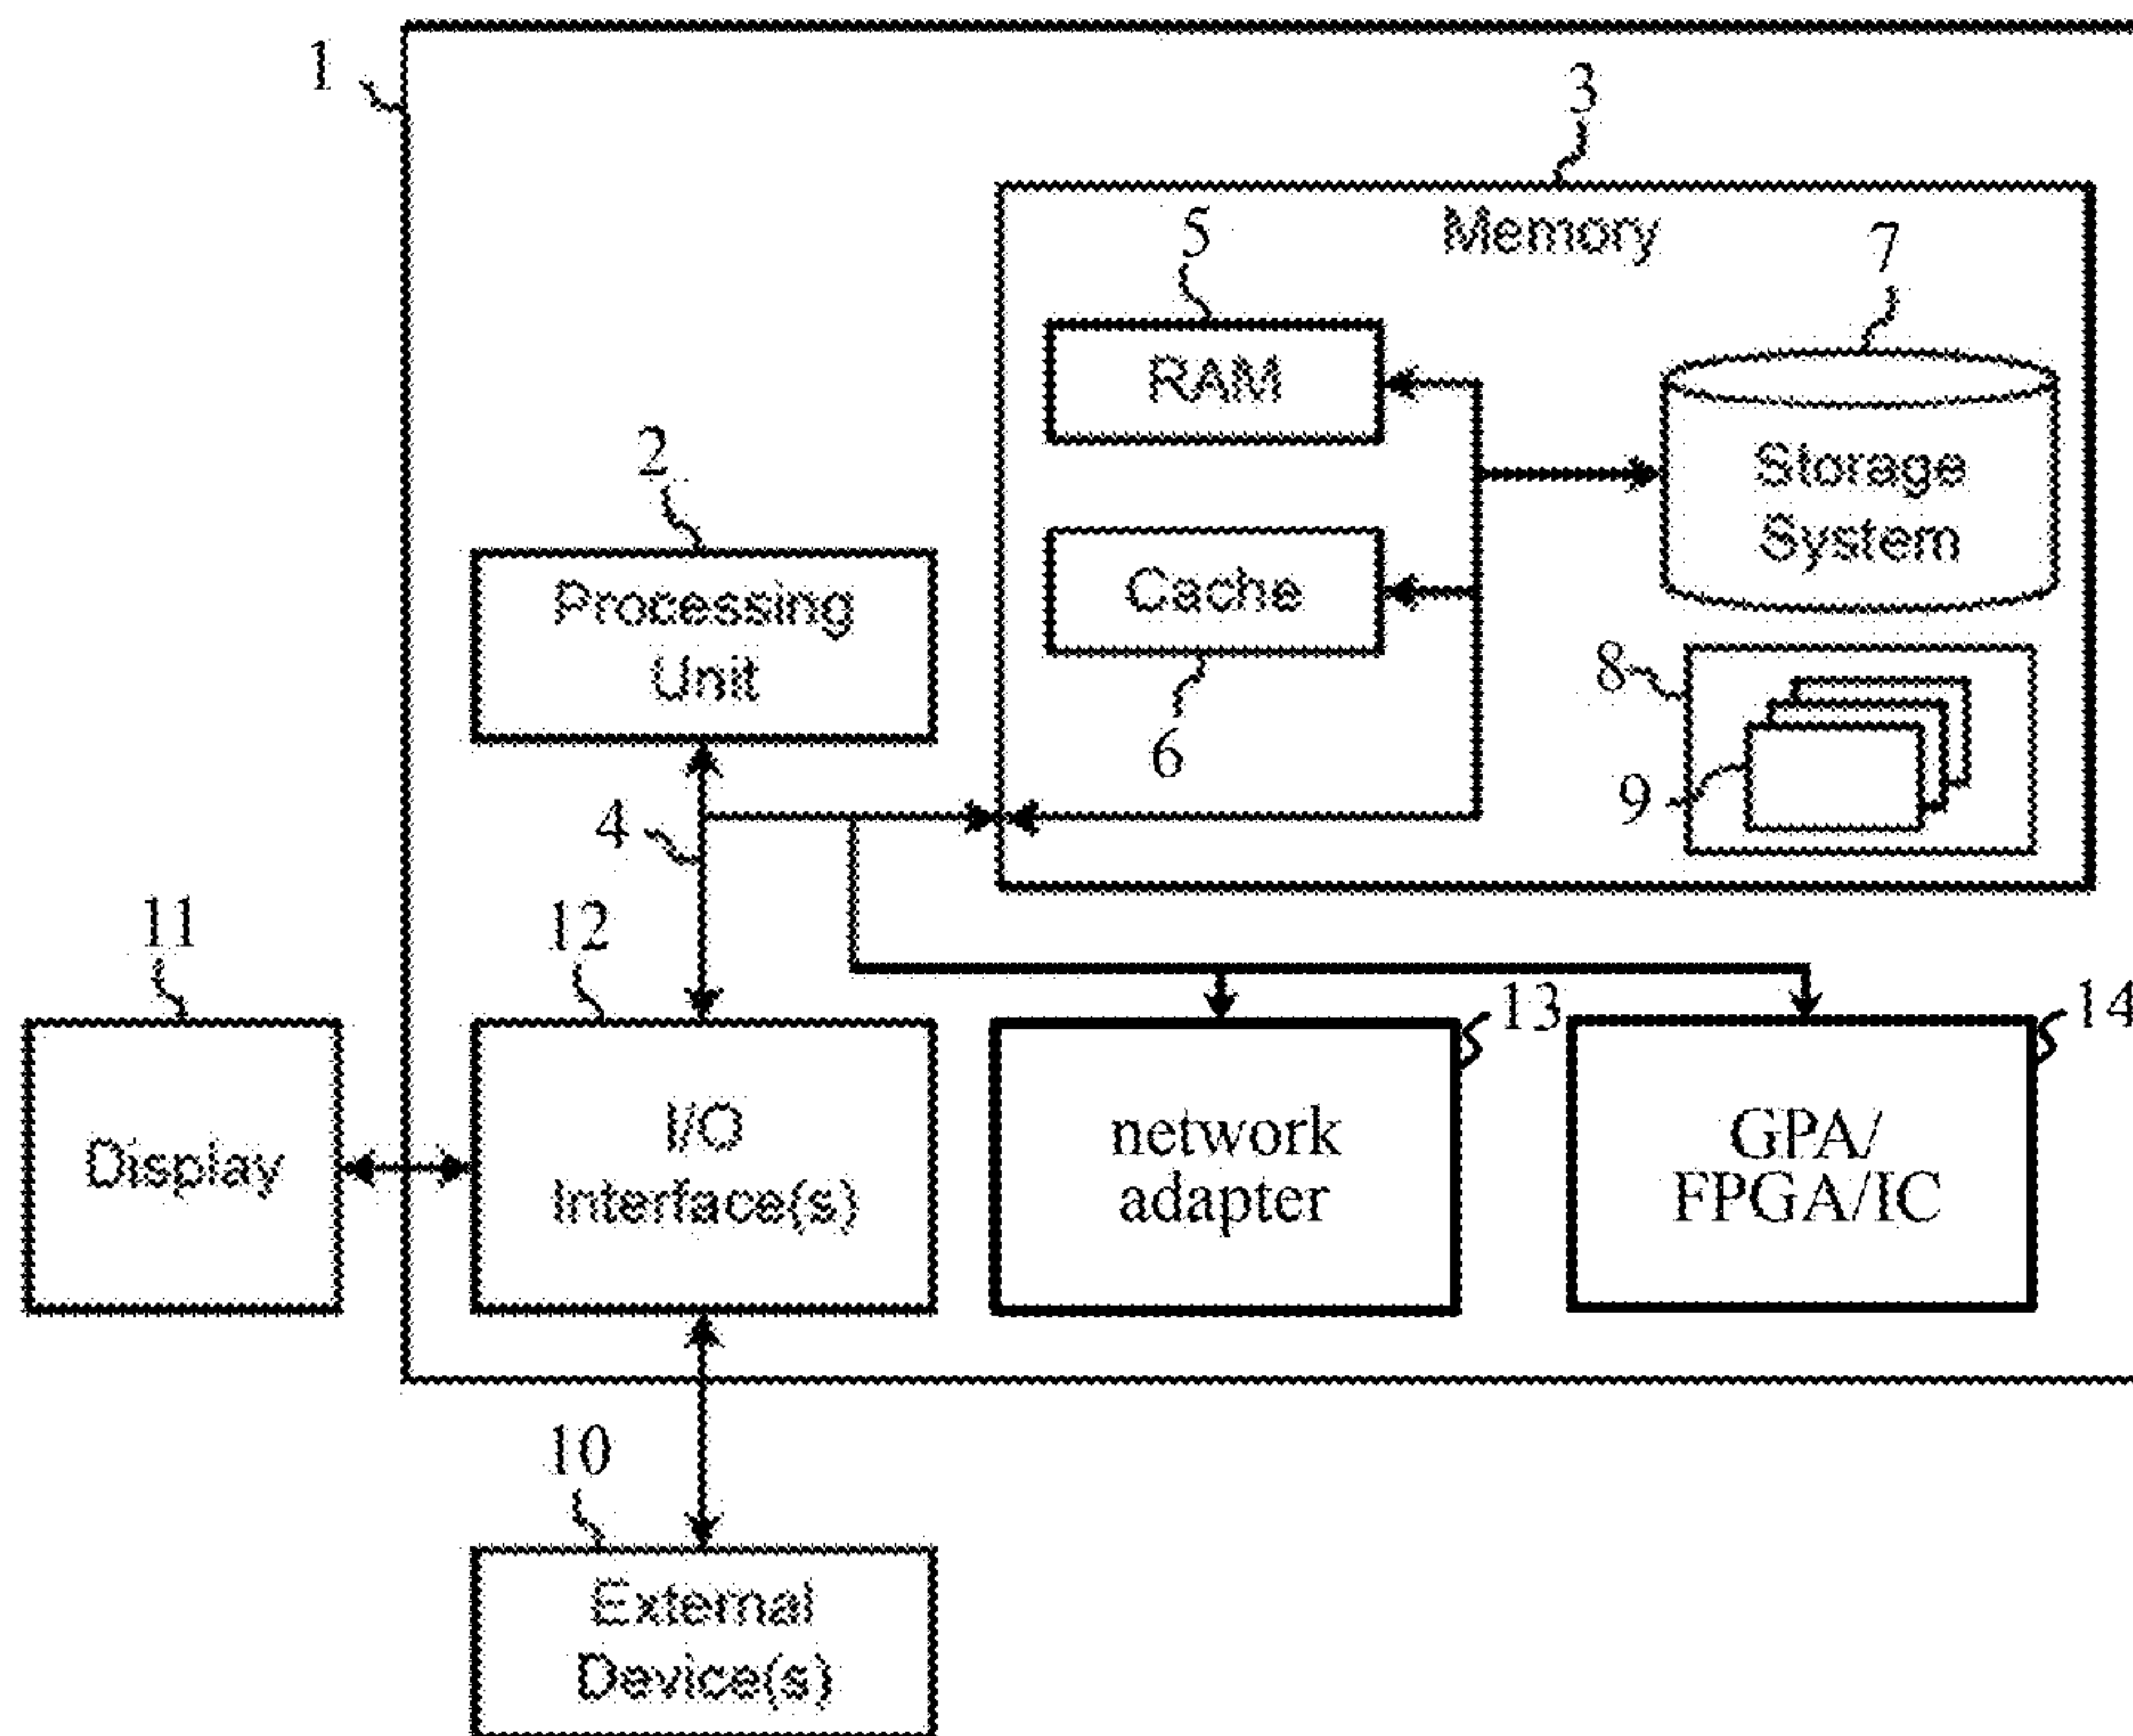 1
3
Memory
5
7
RAM
Storage
System
2
Processing
Unit
Cache
6
8
9
4
11
12
13
14
Display
I/O
Interface(s)
network
adapter
GPA/
FPGA/IC
10
External
Device(s)